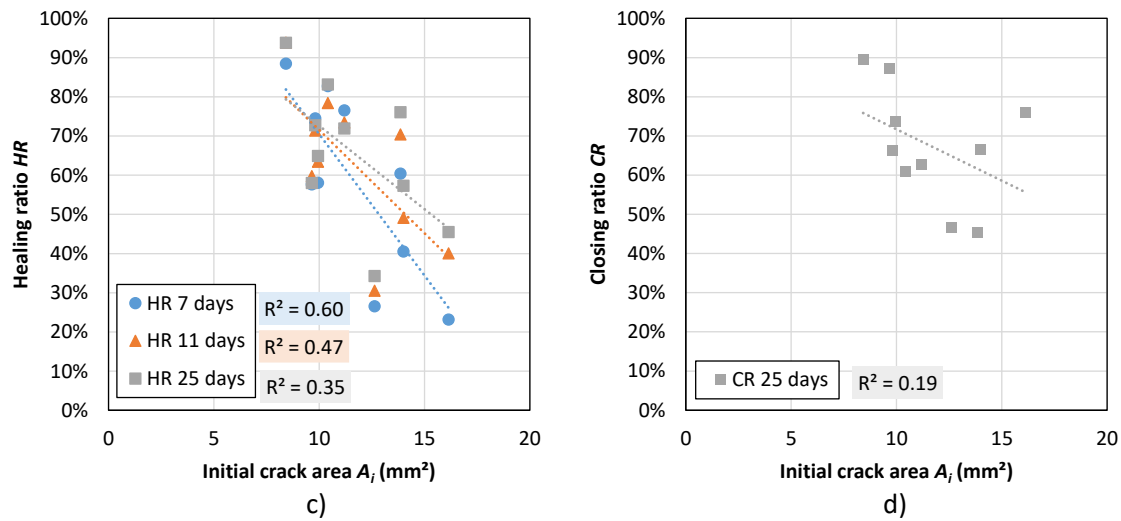 100%
90%
80%
70%
60%
50%
40%
30%
20%
10%
0%
Healing ratio HR
HR 7 days
HR 11 days
HR 25 days
R² = 0.60
R² = 0.47
R² = 0.35
0 5 10 15 20
Initial crack area Aᵢ (mm²)
c)
100%
90%
80%
70%
60%
50%
40%
30%
20%
10%
0%
Closing ratio CR
CR 25 days
R² = 0.19
0 5 10 15 20
Initial crack area Aᵢ (mm²)
d)